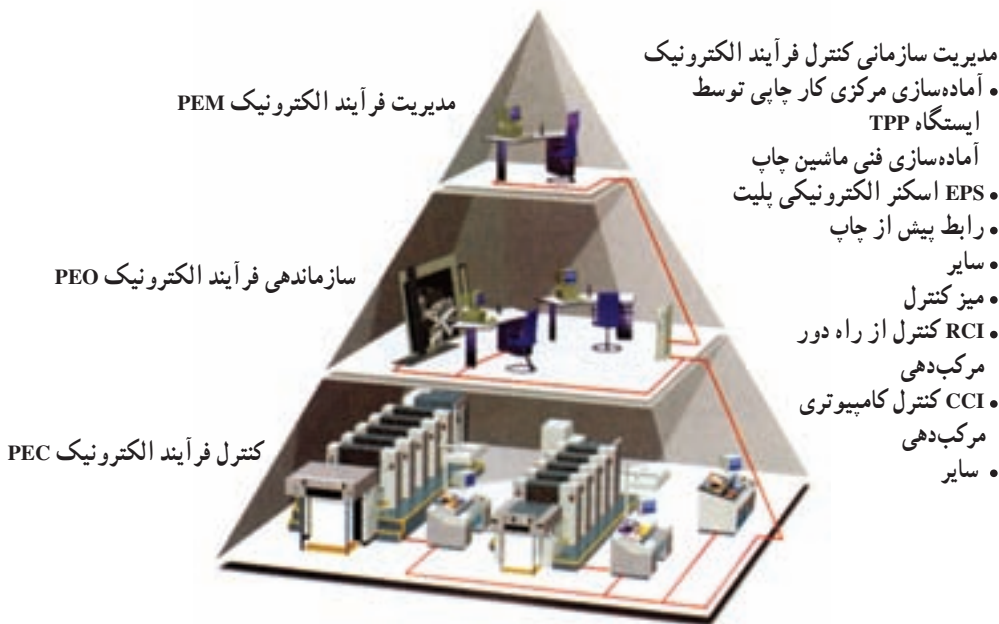 مدیریت سازمانی کنترل فرآیند الکترونیک
• آماده‌سازی مرکزی کار چاپی توسط
ایستگاه TPP
آماده‌سازی فنی ماشین چاپ
• EPS اسکنر الکترونیکی پلیت
• رابط پیش از چاپ
• سایر
• میز کنترل
• RCI کنترل از راه دور
مرکب‌دهی
• CCI کنترل کامپیوتری
مرکب‌دهی
• سایر
مدیریت فرآیند الکترونیک PEM
سازماندهی فرآیند الکترونیک PEO
کنترل فرآیند الکترونیک PEC